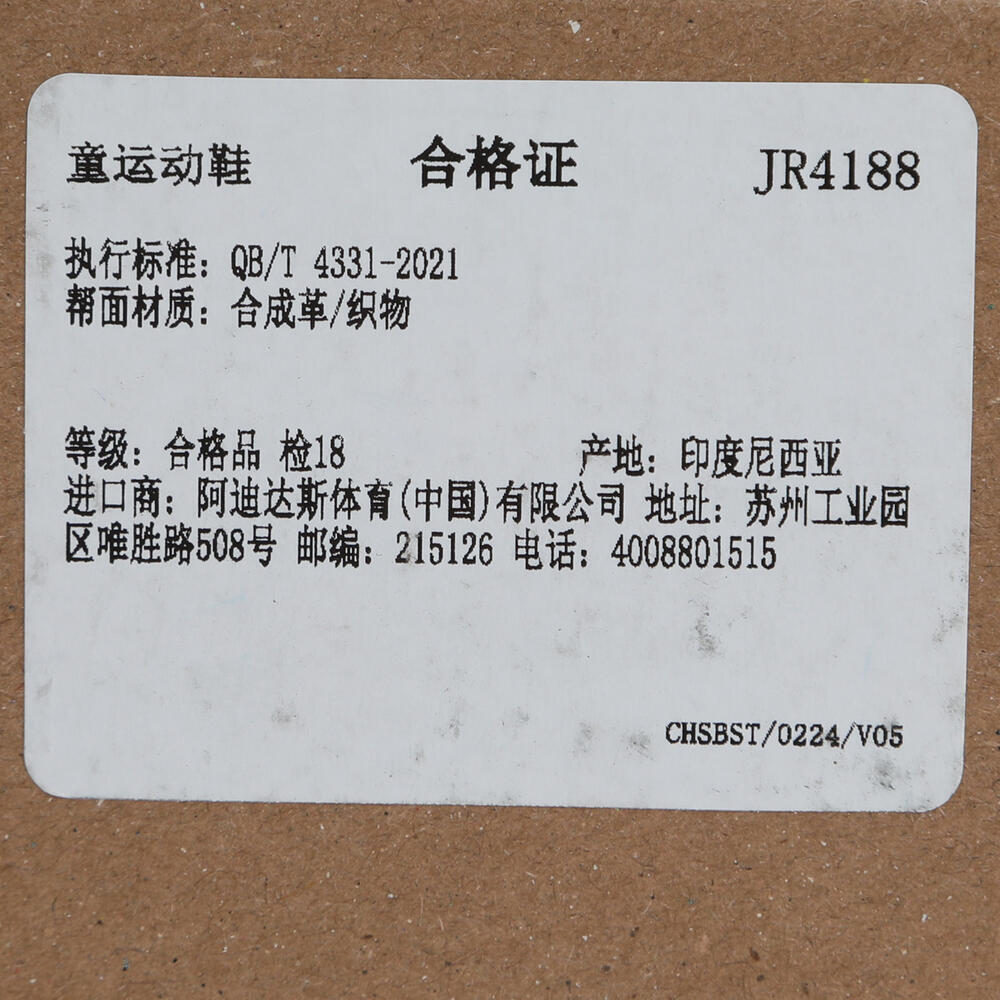 童运动鞋 合格证 JR4188
执行标准：QB/T 4331-2021
帮面材质：合成革/织物
等级：合格品 检18 产地：印度尼西亚
进口商：阿迪达斯体育(中国)有限公司 地址：苏州工业园
区唯胜路508号 邮编：215126 电话：4008801515
CHSBST/0224/V05